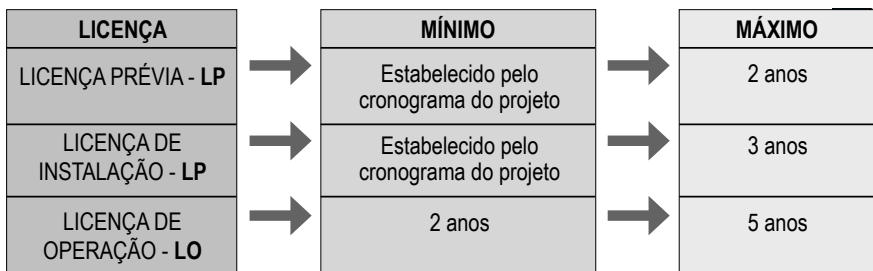 LICENÇA
MÍNIMO
MÁXIMO
LICENÇA PRÉVIA - LP
Estabelecido pelo
cronograma do projeto
2 anos
LICENÇA DE
INSTALAÇÃO - LP
Estabelecido pelo
cronograma do projeto
3 anos
LICENÇA DE
OPERAÇÃO - LO
2 anos
5 anos